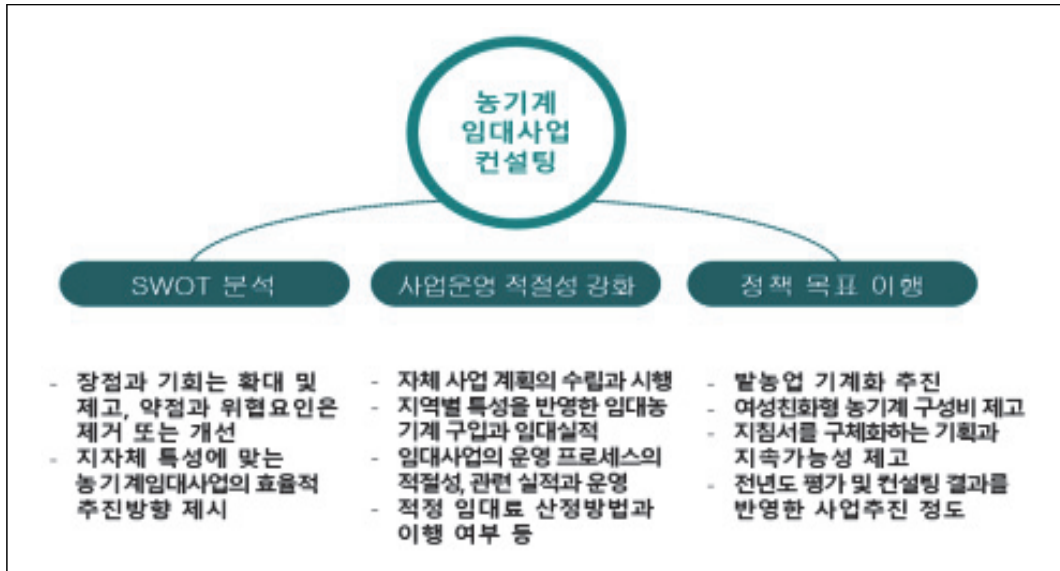 농기계
임대사업
컨설팅
SWOT 분석
- 장점과 기회는 확대 및
제고, 약점과 위협요인은
제거 또는 개선
- 지자체 특성에 맞는
농기계임대사업의 효율적
추진방향 제시
사업운영 적절성 강화
- 자체 사업 계획의 수립과 시행
- 지역별 특성을 반영한 임대농
기계 구입과 임대실적
- 임대사업의 운영 프로세스의
적절성, 관련 실적과 운영
- 적정 임대료 산정방법과
이행 여부 등
정책 목표 이행
- 밭농업 기계화 추진
- 여성친화형 농기계 구성비 제고
- 지침서를 구체화하는 기획과
지속가능성 제고
- 전년도 평가 및 컨설팅 결과를
반영한 사업추진 정도